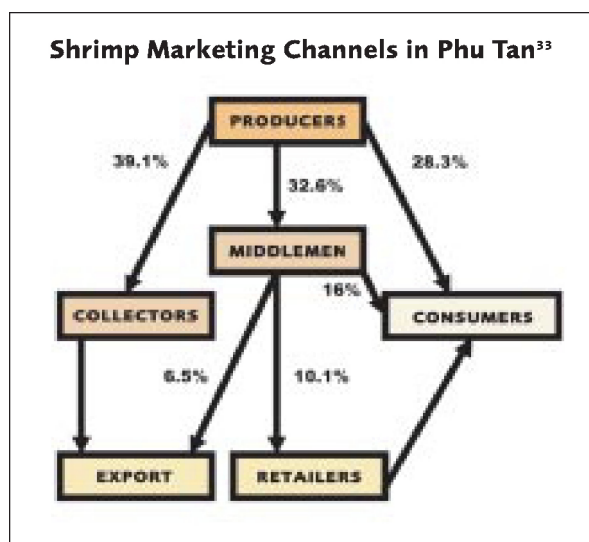 Shrimp Marketing Channels in Phu Tan³³
PRODUCERS
39.1%
32.6%
28.3%
MIDDLEMEN
16%
COLLECTORS
CONSUMERS
6.5%
10.1%
EXPORT
RETAILERS